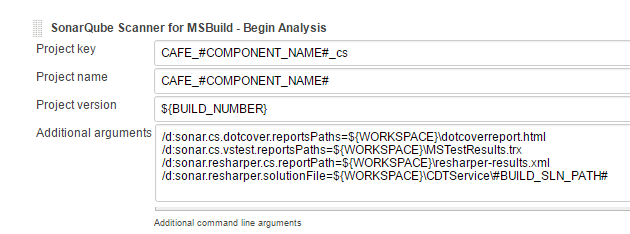 SonarQube Scanner for MSBuild - Begin Analysis
Project key CAFE_#COMPONENT_NAME#_cs
Project name CAFE_#COMPONENT_NAME#
Project version ${BUILD_NUMBER}
Additional arguments /d:sonar.cs.dotcover.reportsPaths=${WORKSPACE}\dotcoverreport.html
/d:sonar.cs.vstest.reportsPaths=${WORKSPACE}\MSTestResults.trx
/d:sonar.resharper.cs.reportPath=${WORKSPACE}\resharper-results.xml
/d:sonar.resharper.solutionFile=${WORKSPACE}\CDTService\#BUILD_SLN_PATH#
Additional command line arguments